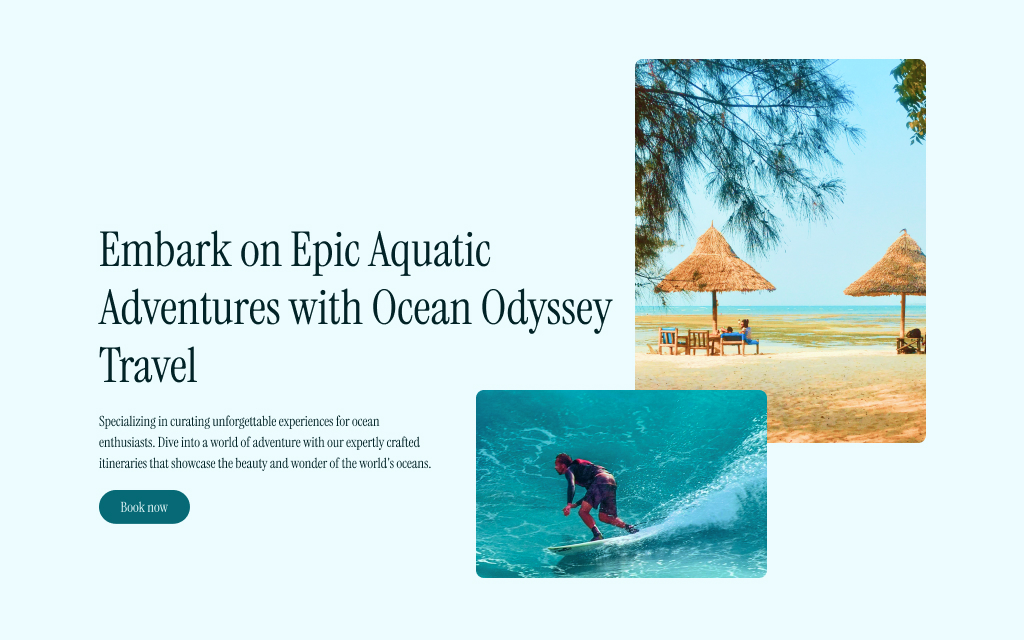 Embark on Epic Aquatic
Adventures with Ocean Odyssey
Travel
Specializing in curating unforgettable experiences for ocean
enthusiasts. Dive into a world of adventure with our expertly crafted
itineraries that showcase the beauty and wonder of the world's oceans.
Book now